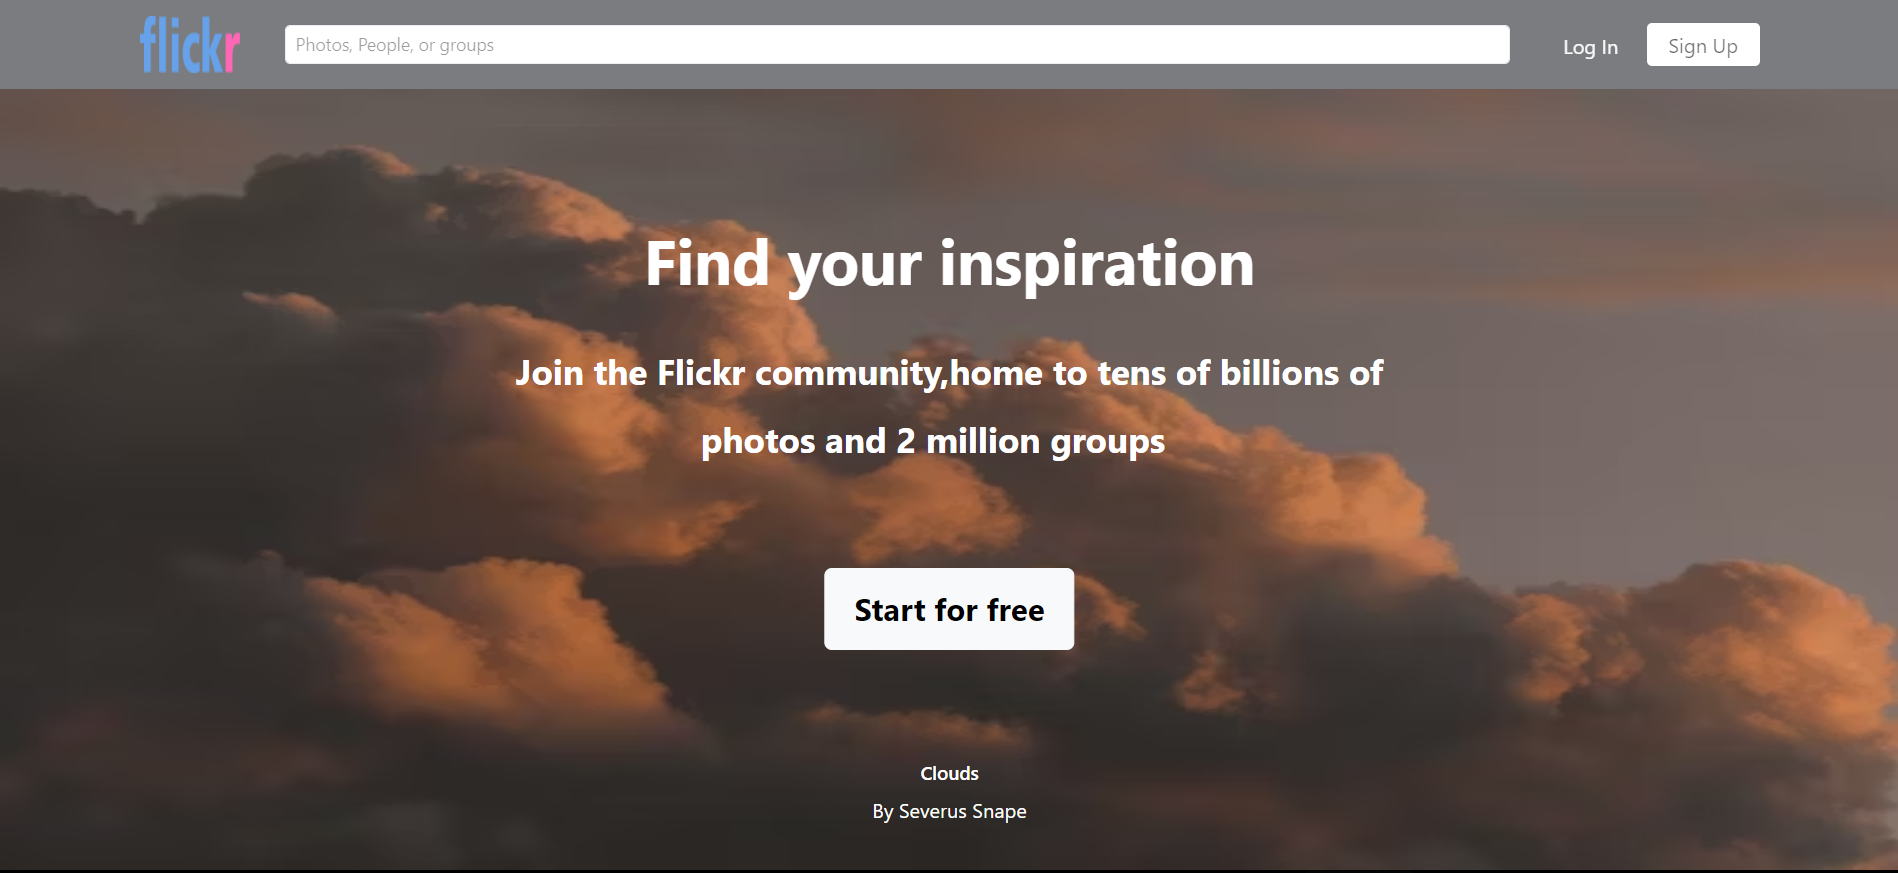 flickr
Photos, People, or groups
Log In
Sign Up
Find your inspiration
Join the Flickr community,home to tens of billions of
photos and 2 million groups
Start for free
Clouds
By Severus Snape